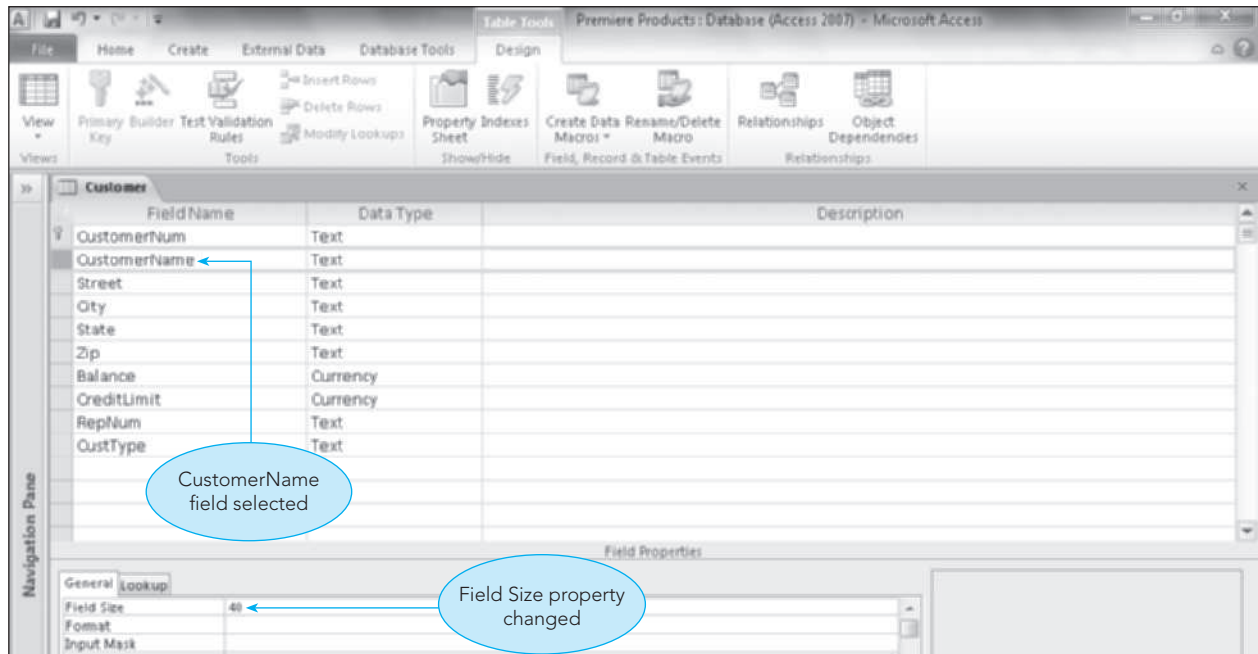 Table Tools Premiere Products : Database (Access 2007) - Microsoft Access
File Home Create External Data Database Tools Design
View
Primary Key
Builder
Test Validation Rules
Insert Rows
Delete Rows
Modify Lookups
Property Sheet
Indexes
Create Data Macros
Rename/Delete Macro
Relationships
Object Dependencies
Views Tools Show/Hide Field, Record & Table Events Relationships
Customer
Field Name Data Type Description
CustomerNum Text
CustomerName Text
Street Text
City Text
State Text
Zip Text
Balance Currency
CreditLimit Currency
RepNum Text
CustType Text
CustomerName
field selected
Navigation Pane
Field Properties
General Lookup
Field Size 40
Format
Input Mask
Field Size property
changed